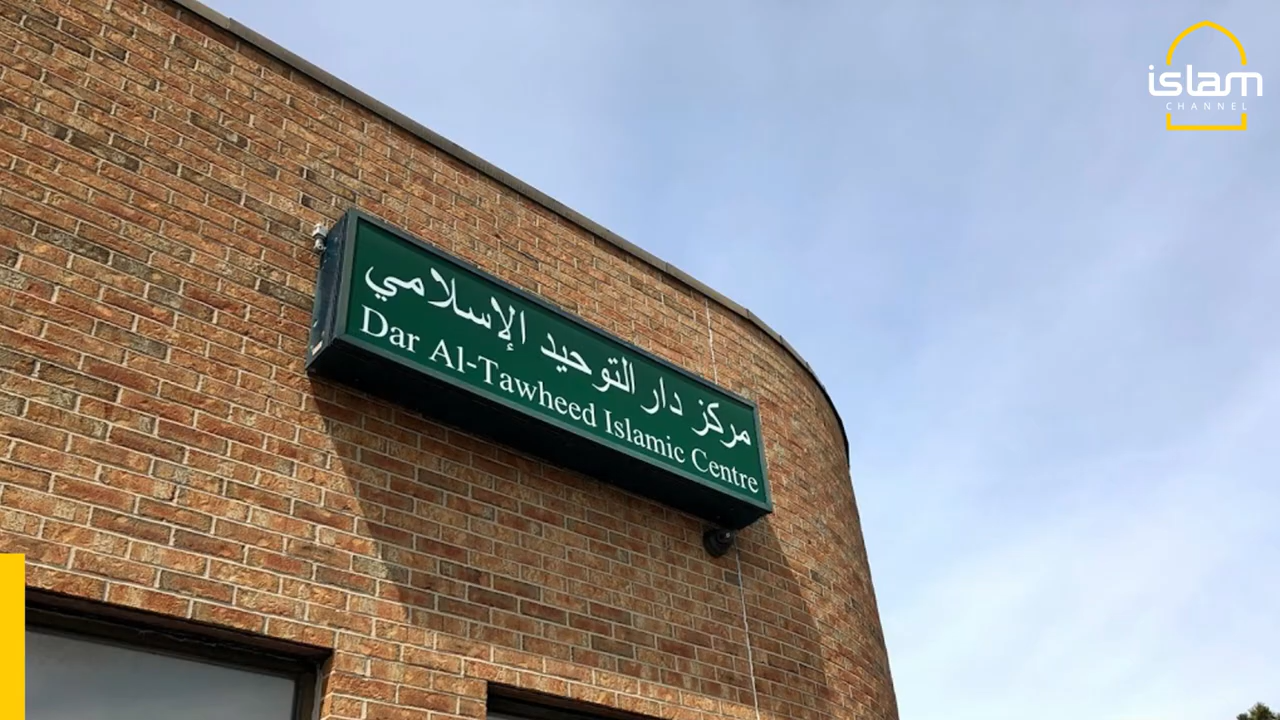 مركز دار التوحيد الإسلامي
Dar Al-Tawheed Islamic Centre
islam
CHANNEL